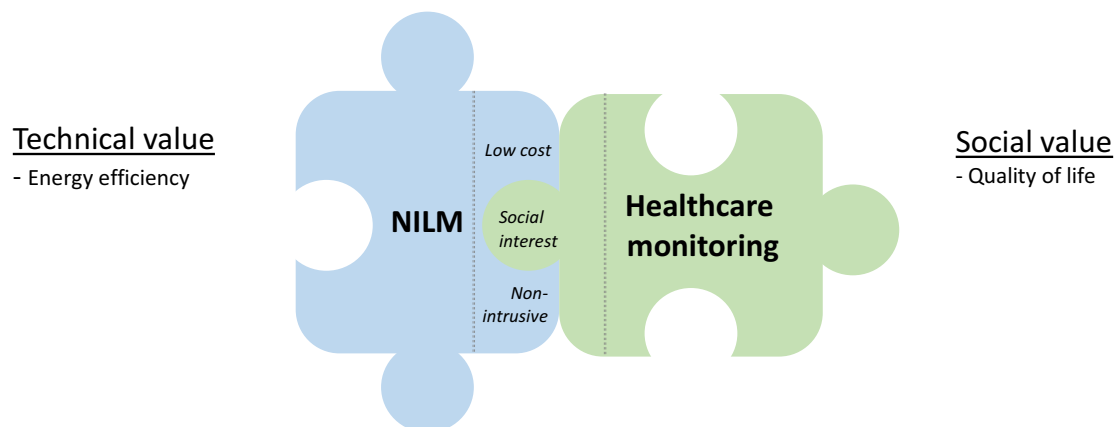 Technical value
- Energy efficiency
NILM
Low cost
Social
interest
Non-
intrusive
Healthcare
monitoring
Social value
- Quality of life